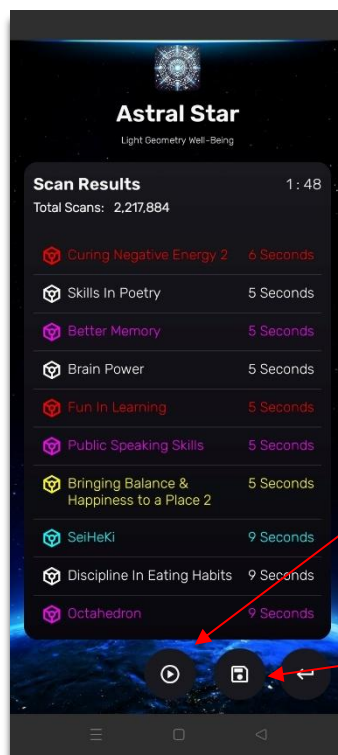 Astral Star
Light Geometry Well-Being
Scan Results 1:48
Total Scans: 2,217,884
Curing Negative Energy 2 6 Seconds
Skills In Poetry 5 Seconds
Better Memory 5 Seconds
Brain Power 5 Seconds
Fun In Learning 5 Seconds
Public Speaking Skills 5 Seconds
Bringing Balance & 5 Seconds
Happiness to a Place 2
SeiHeKi 9 Seconds
Discipline In Eating Habits 9 Seconds
Octahedron 9 Seconds